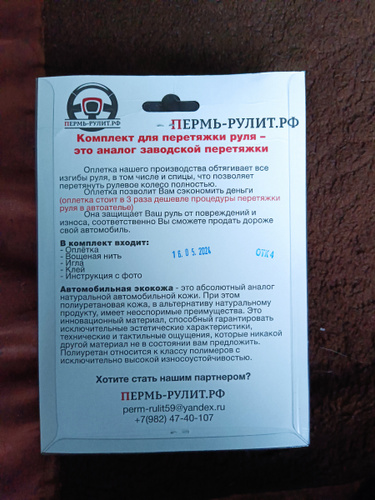 ПЕРМЬ-РУЛИТ.РФ
ПЕРМЬ-РУЛИТ.РФ
Комплект для перетяжки руля –
это аналог заводской перетяжки
Оплетка нашего производства обтягивает все
изгибы руля, в том числе и спицы, что позволяет
перетянуть рулевое колесо полностью.
Оплетка позволит Вам сэкономить деньги
(оплетка стоит в 3 раза дешевле процедуры перетяжки
руля в автоателье)
Она защищает Ваш руль от повреждений и
износа, соответственно Вы сможете продать дороже
свой автомобиль.
В комплект входит:
- Оплётка
- Вощеная нить
- Игла
- Клей
- Инструкция с фото
18.05.2024
ОТК4
Автомобильная экокожа - это абсолютный аналог
натуральной автомобильной кожи. При этом
полиуретановая кожа, в альтернативу натуральному
продукту, имеет неоспоримые преимущества. Это
инновационный материал, способный гарантировать
исключительные эстетические характеристики,
технические и тактильные ощущения, которые никакой
другой материал не в состоянии вам предложить.
Полиуретан относится к классу полимеров с
исключительно высокой износоустойчивостью.
Хотите стать нашим партнером?
ПЕРМЬ-РУЛИТ.РФ
perm-rulit59@yandex.ru
+7(982) 47-40-107